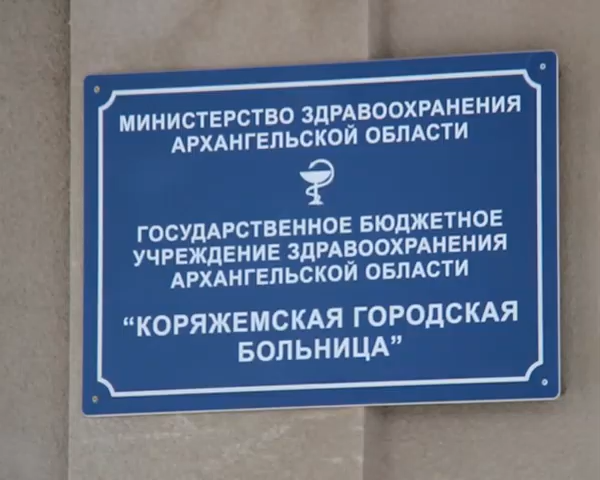 МИНИСТЕРСТВО ЗДРАВООХРАНЕНИЯ
АРХАНГЕЛЬСКОЙ ОБЛАСТИ
ГОСУДАРСТВЕННОЕ БЮДЖЕТНОЕ
УЧРЕЖДЕНИЕ ЗДРАВООХРАНЕНИЯ
АРХАНГЕЛЬСКОЙ ОБЛАСТИ
“КОРЯЖЕМСКАЯ ГОРОДСКАЯ
БОЛЬНИЦА”